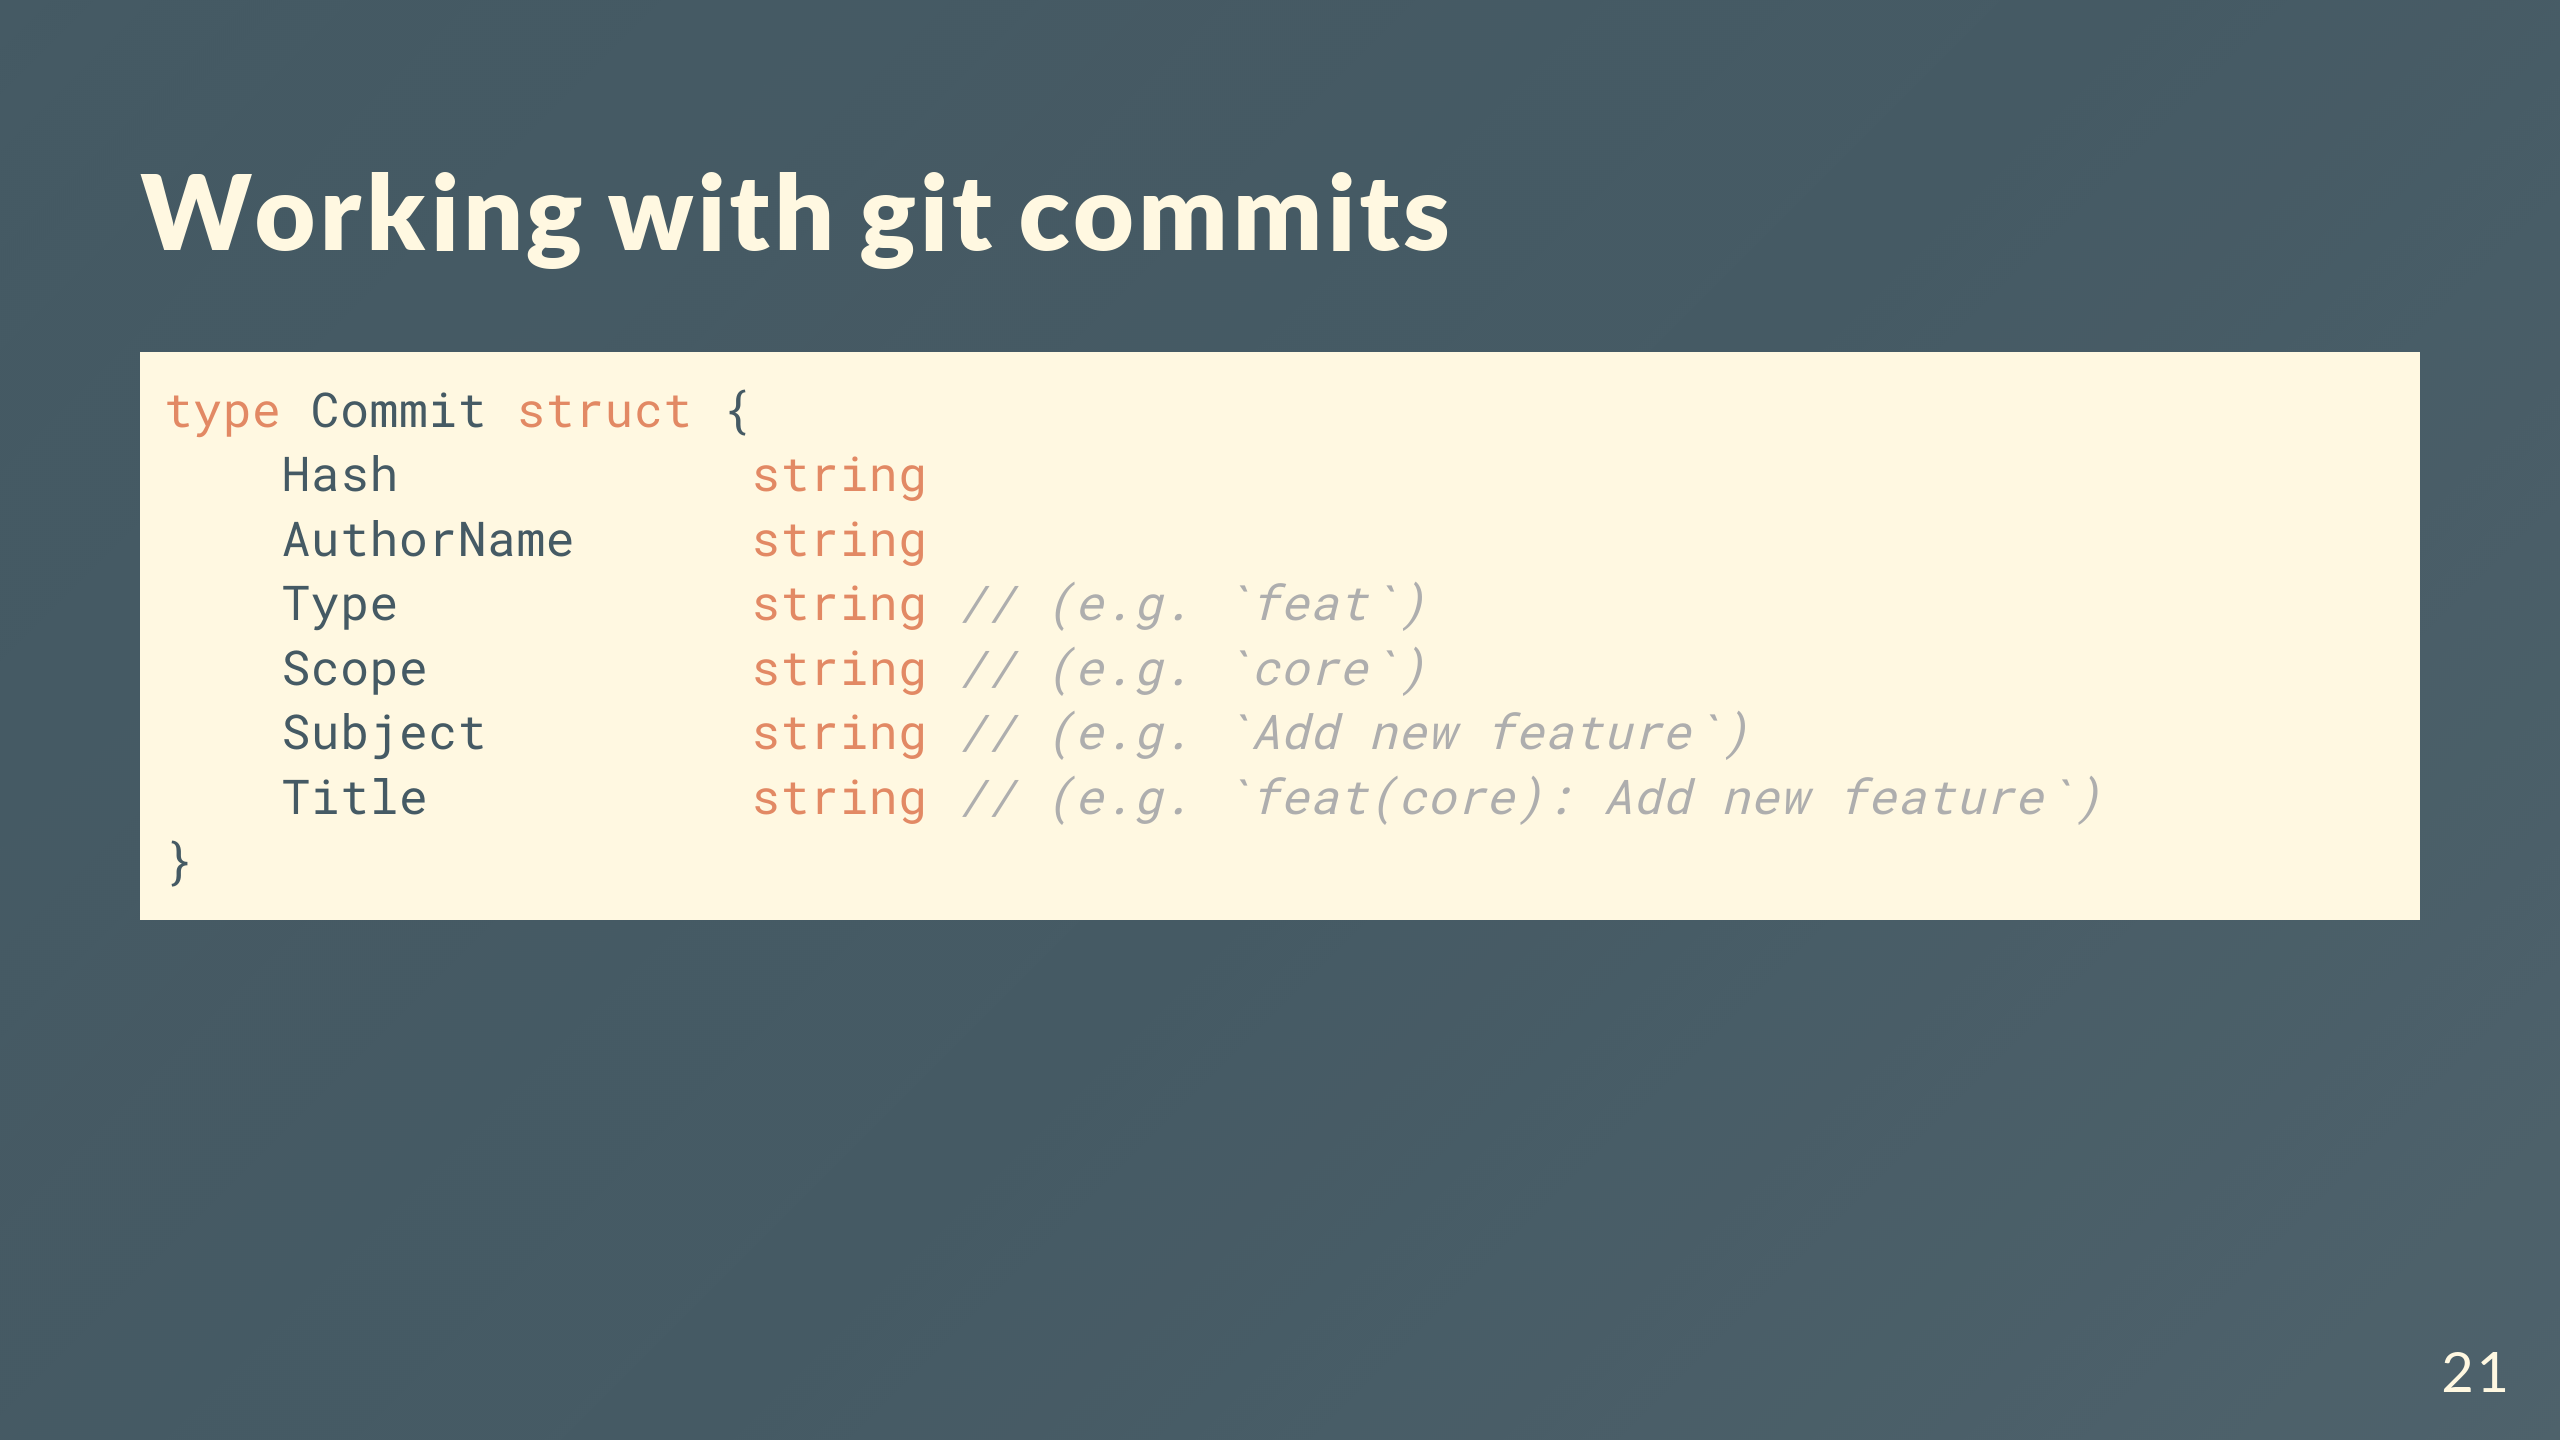 Working with git commits
type Commit struct {
    Hash            string
    AuthorName      string
    Type            string // (e.g. `feat`)
    Scope           string // (e.g. `core`)
    Subject         string // (e.g. `Add new feature`)
    Title           string // (e.g. `feat(core): Add new feature`)
}
21